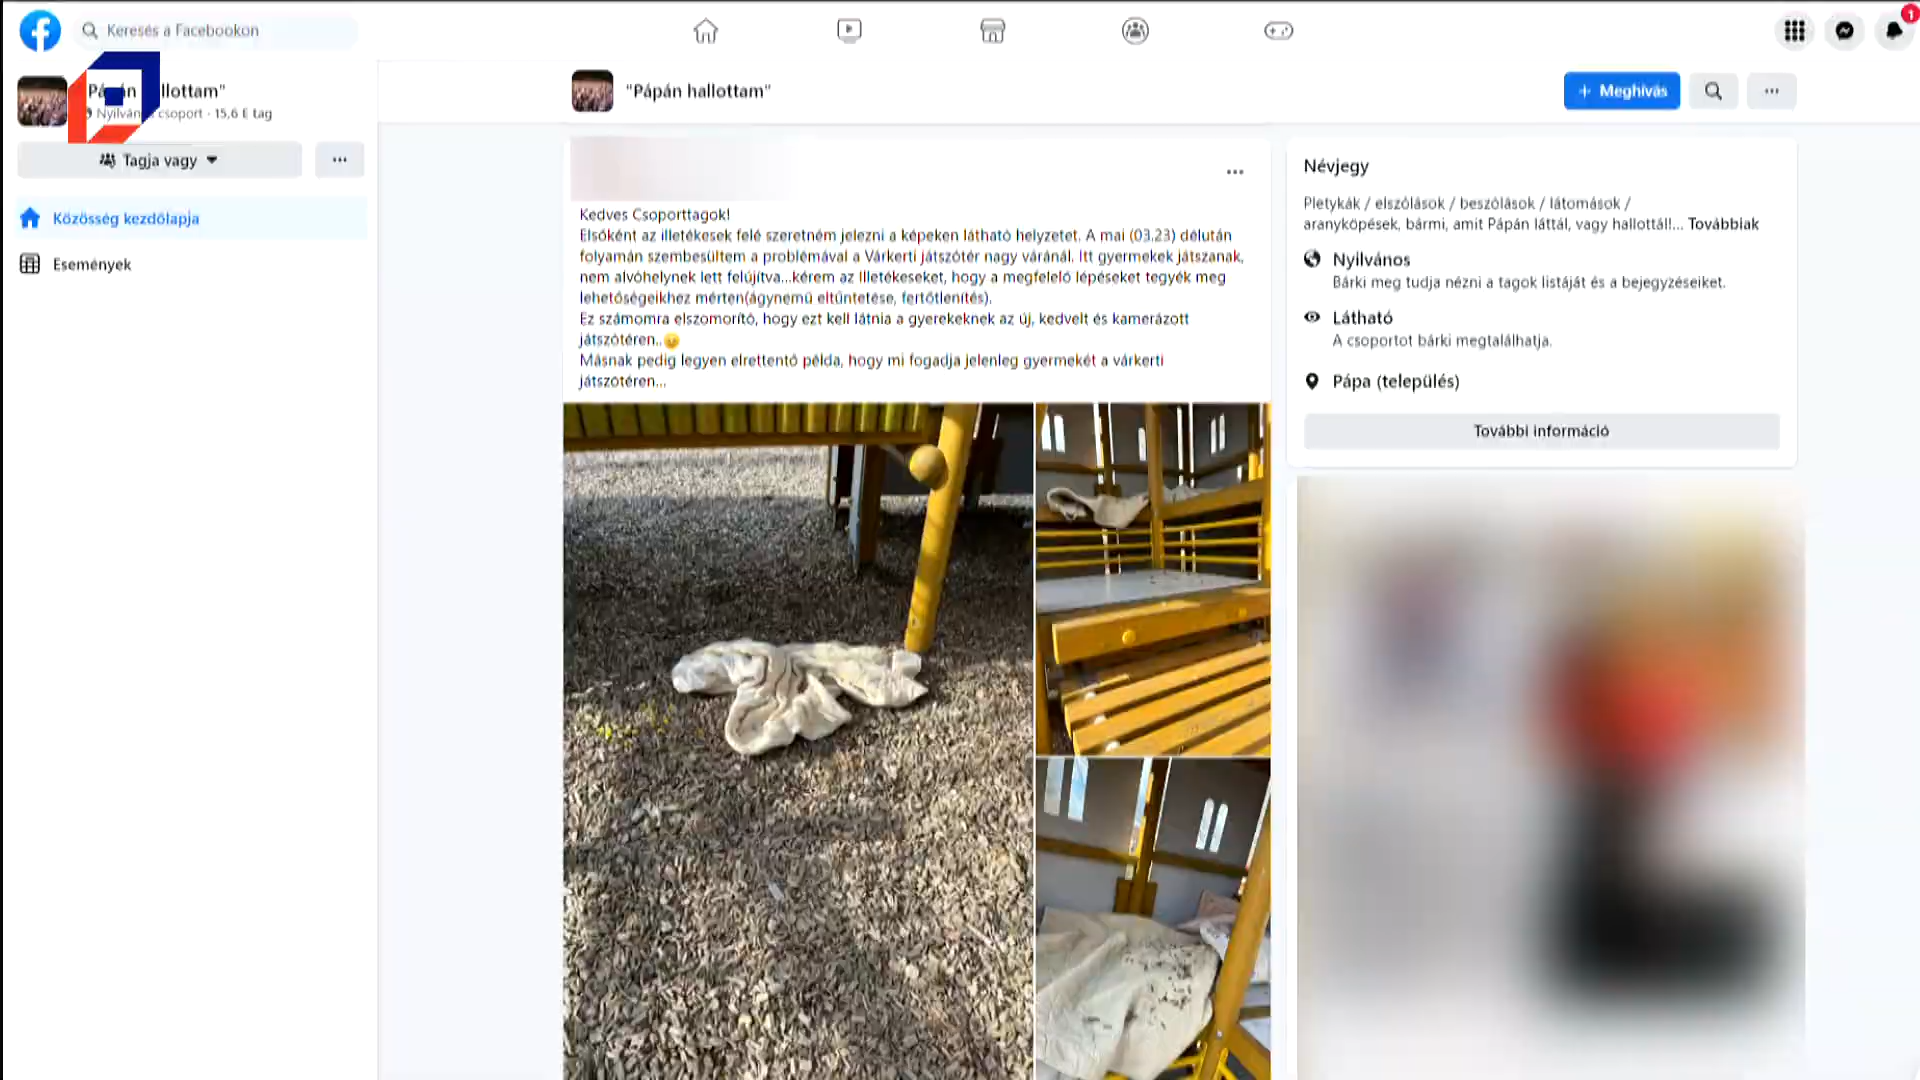 Keresés a Facebookon
1
llottam"
csoport · 15,6 E tag
Tagja vagy
Közösség kezdőlapja
Események
"Pápán hallottam"
+ Meghívás
Kedves Csoporttagok!
Elsőként az illetékesek felé szeretném jelezni a képeken látható helyzetet. A mai (03.23) délután
folyamán szembesültem a problémával a Várkerti játszótér nagy váránál. Itt gyermekek játszanak,
nem alvóhelynek lett felújítva...kérem az Illetékeseket, hogy a megfelelő lépéseket tegyék meg
lehetőségeikhez mérten(ágynemű eltüntetése, fertőtlenítés).
Ez számomra elszomorító, hogy ezt kell látnia a gyerekeknek az új, kedvelt és kamerázott
játszótéren..
Másnak pedig legyen elrettentő példa, hogy mi fogadja jelenleg gyermekét a várkerti
játszótéren...
Névjegy
Pletykák / elszólások / beszólások / látomások /
aranyköpések, bármi, amit Pápán láttál, vagy hallottál!... Továbbiak
Nyilvános
Bárki meg tudja nézni a tagok listáját és a bejegyzéseiket.
Látható
A csoportot bárki megtalálhatja.
Pápa (település)
További információ